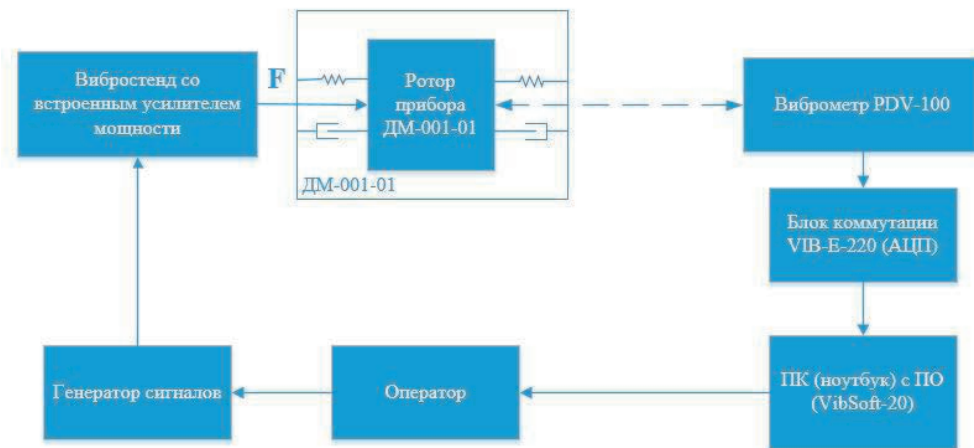 Вибростенд со
встроенным усилителем
мощности
F
Ротор
прибора
ДМ-001-01
ДМ-001-01
Виброметр PDV-100
Блок коммутации
VIB-E-220 (АЦП)
Генератор сигналов
Оператор
ПК (ноутбук) с ПО
(VibSoft-20)